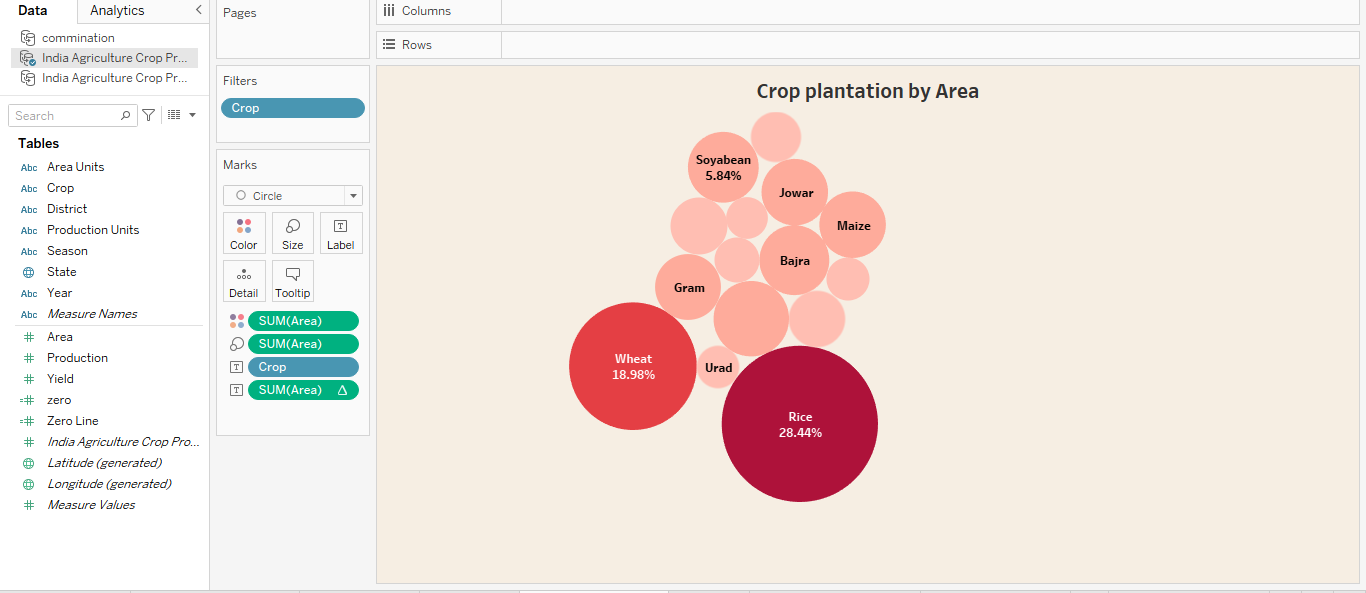 Data
Analytics
commination
India Agriculture Crop Pr...
India Agriculture Crop Pr...
Search
Tables
Abc Area Units
Abc Crop
Abc District
Abc Production Units
Abc Season
State
Abc Year
Abc Measure Names
# Area
# Production
# Yield
=# zero
=# Zero Line
# India Agriculture Crop Pro...
Latitude (generated)
Longitude (generated)
# Measure Values
Pages
Filters
Crop
Marks
Circle
Color
Size
T
Label
Detail
Tooltip
SUM(Area)
SUM(Area)
T Crop
T SUM(Area) Δ
Columns
Rows
Crop plantation by Area
Soyabean
5.84%
Jowar
Maize
Bajra
Gram
Wheat
18.98%
Urad
Rice
28.44%